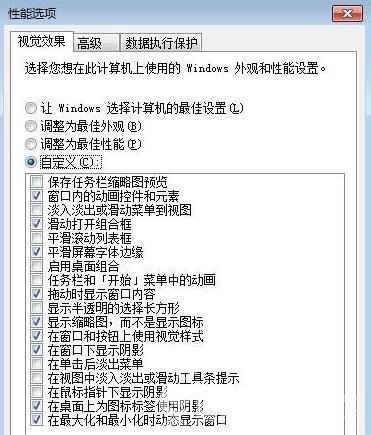 性能选项
视觉效果
高级
数据执行保护
选择您想在此计算机上使用的 Windows 外观和性能设置。
让 Windows 选择计算机的最佳设置(L)
调整为最佳外观(B)
调整为最佳性能(P)
自定义(C):
保存任务栏缩略图预览
窗口内的动画控件和元素
淡入淡出或滑动菜单到视图
滑动打开组合框
平滑滚动列表框
平滑屏幕字体边缘
启用桌面组合
任务栏和「开始」菜单中的动画
拖动时显示窗口内容
显示半透明的选择长方形
显示缩略图，而不是显示图标
在窗口和按钮上使用视觉样式
在窗口下显示阴影
在单击后淡出菜单
在视图中淡入淡出或滑动工具条提示
在鼠标指针下显示阴影
在桌面上为图标标签使用阴影
在最大化和最小化时动态显示窗口